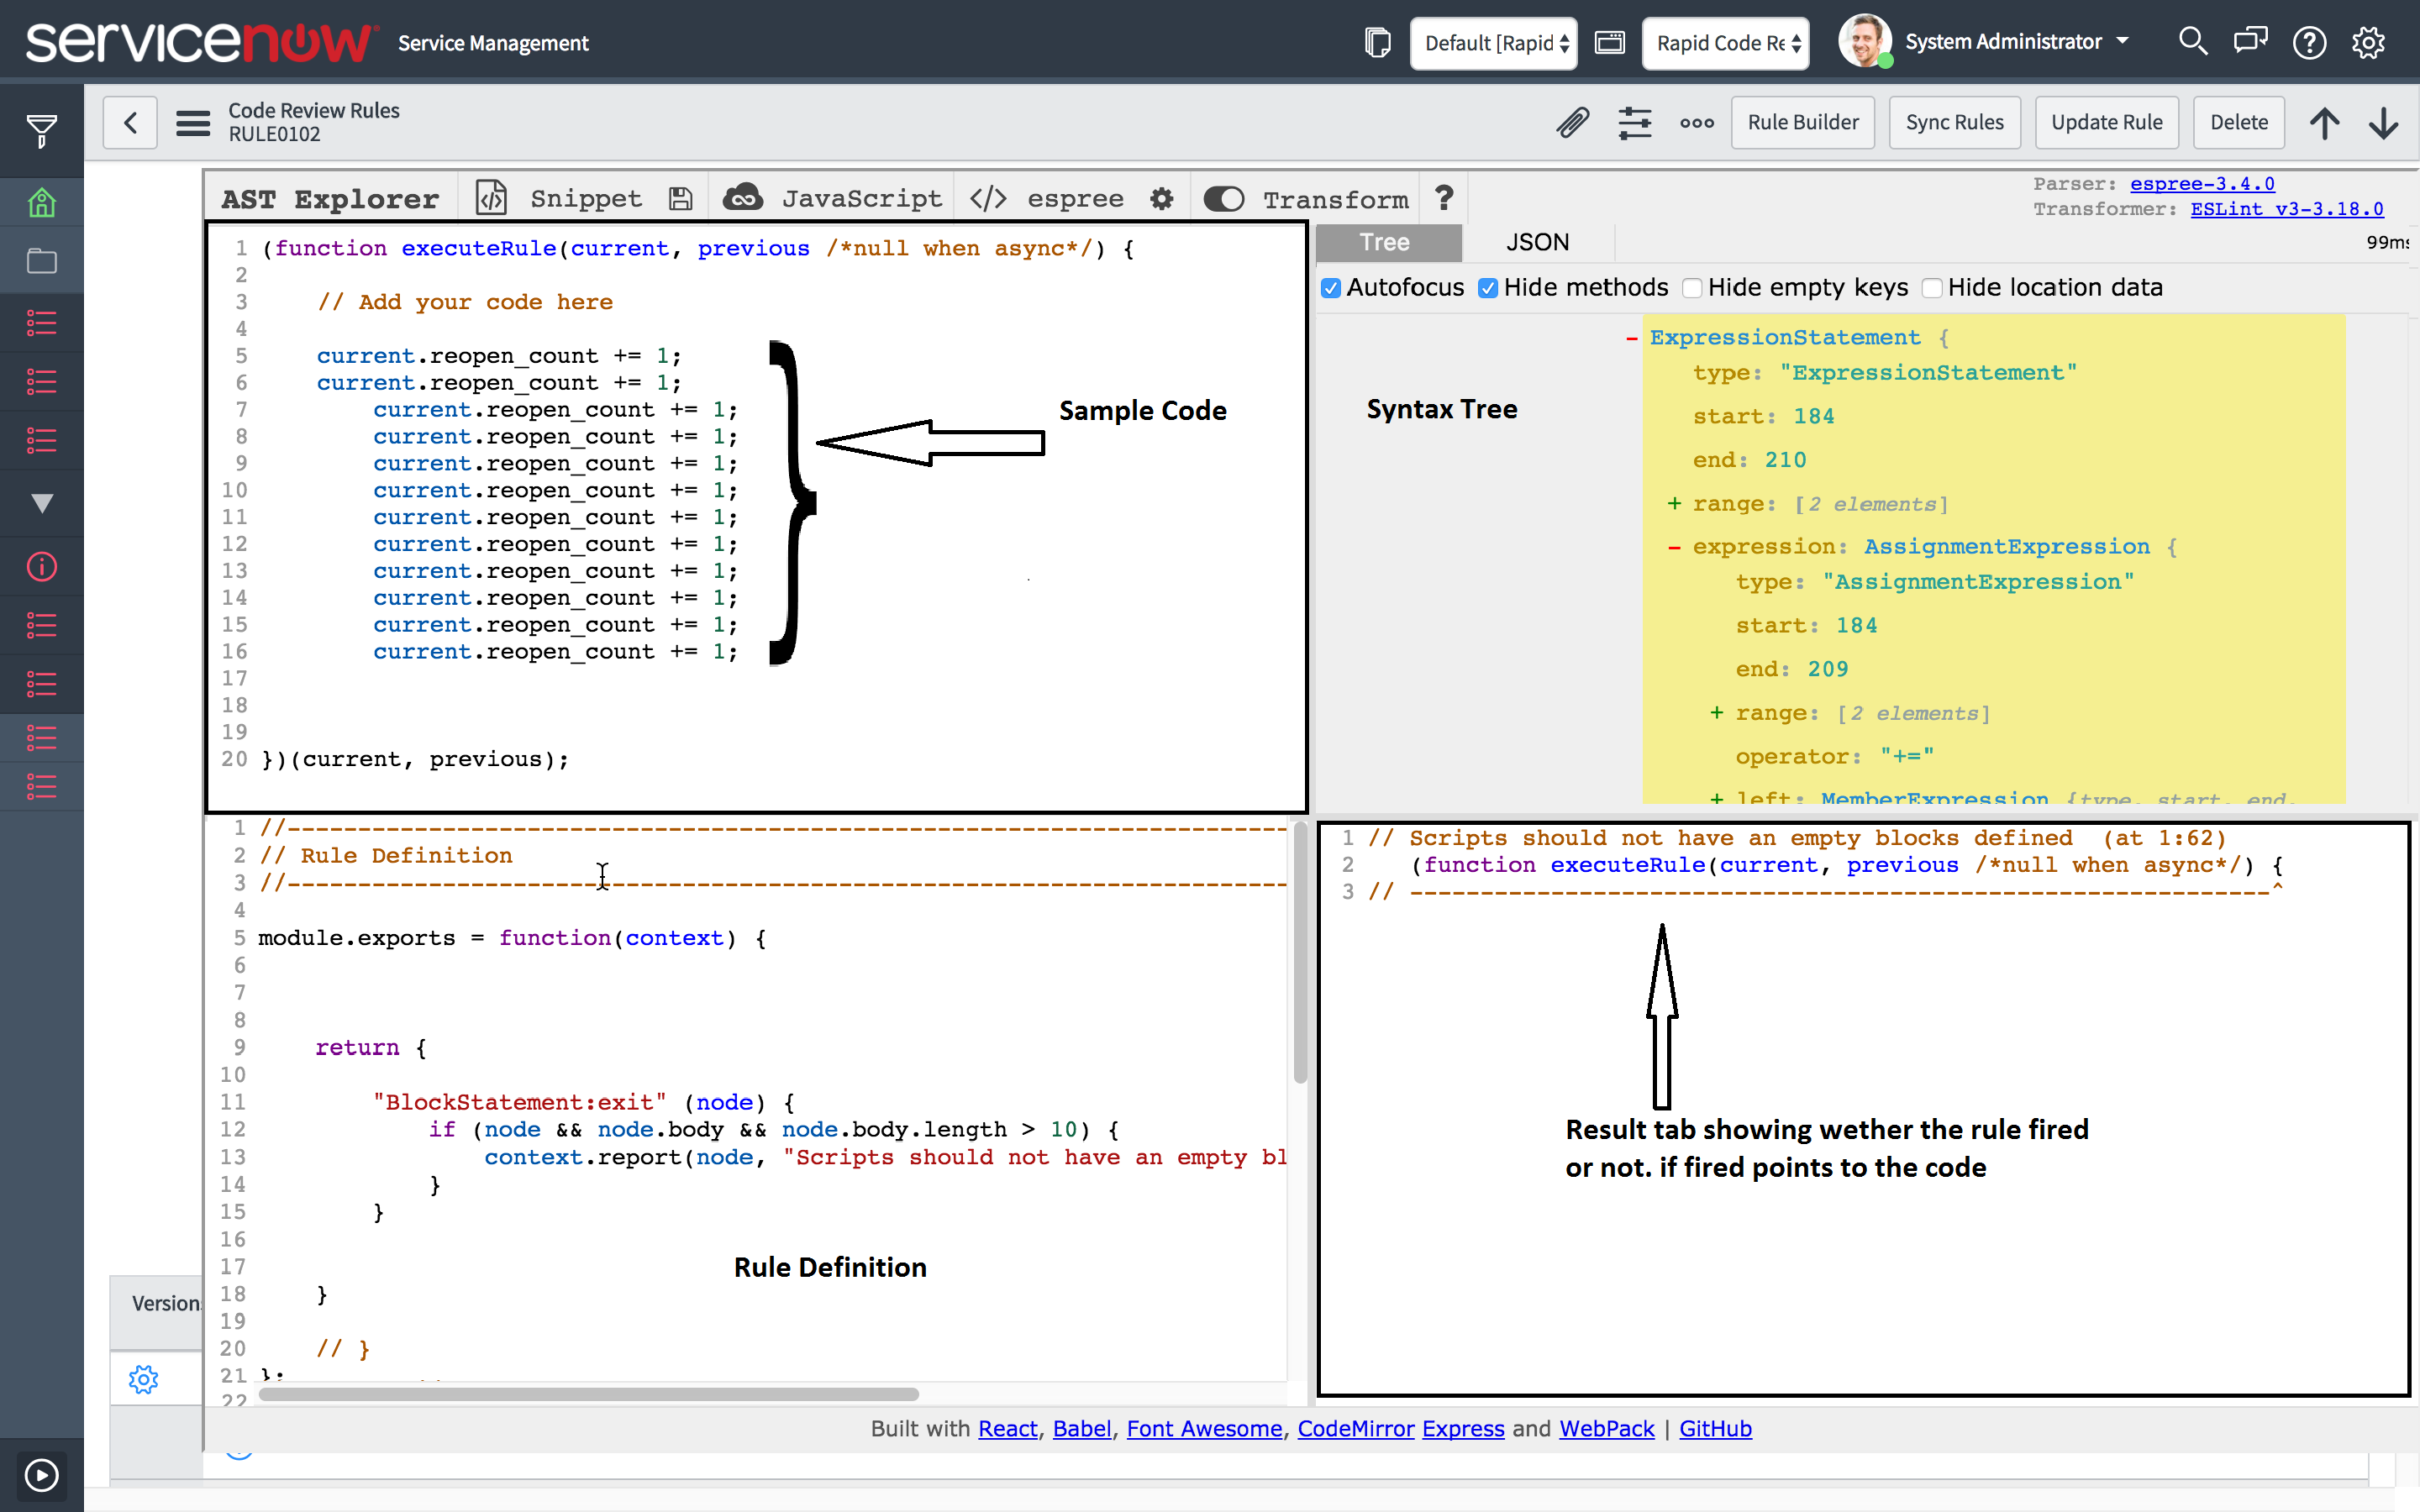 servicenow Service Management
Default [Rapid
Rapid Code Re
System Administrator
Code Review Rules
RULE0102
Rule Builder
Sync Rules
Update Rule
Delete
AST Explorer
Snippet
JavaScript
</> espree
Transform
?
Parser: espree-3.4.0
Transformer: ESLint v3-3.18.0
1 (function executeRule(current, previous /*null when async*/) {
2
3 // Add your code here
4
5 current.reopen_count += 1;
6 current.reopen_count += 1;
7 current.reopen_count += 1;
8 current.reopen_count += 1;
9 current.reopen_count += 1;
10 current.reopen_count += 1;
11 current.reopen_count += 1;
12 current.reopen_count += 1;
13 current.reopen_count += 1;
14 current.reopen_count += 1;
15 current.reopen_count += 1;
16 current.reopen_count += 1;
17
18
19
20 })(current, previous);
Sample Code
Tree
JSON
99ms
Autofocus Hide methods Hide empty keys Hide location data
Syntax Tree
- ExpressionStatement {
type: "ExpressionStatement"
start: 184
end: 210
+ range: [2 elements]
- expression: AssignmentExpression {
type: "AssignmentExpression"
start: 184
end: 209
+ range: [2 elements]
operator: "+="
+ left: MemberExpression {type, start, end,
1 //------------------------------------------------------------------------
2 // Rule Definition
3 //------------------------------------------------------------------------
4
5 module.exports = function(context) {
6
7
8
9 return {
10
11 "BlockStatement:exit" (node) {
12 if (node && node.body && node.body.length > 10) {
13 context.report(node, "Scripts should not have an empty bl
14 }
15 }
16
17
18 }
19
20 // }
21 };
22
Rule Definition
1 // Scripts should not have an empty blocks defined  (at 1:62)
2 (function executeRule(current, previous /*null when async*/) {
3 // -------------------------------------------------------------^
Result tab showing wether the rule fired
or not. if fired points to the code
Version
Built with React, Babel, Font Awesome, CodeMirror Express and WebPack | GitHub